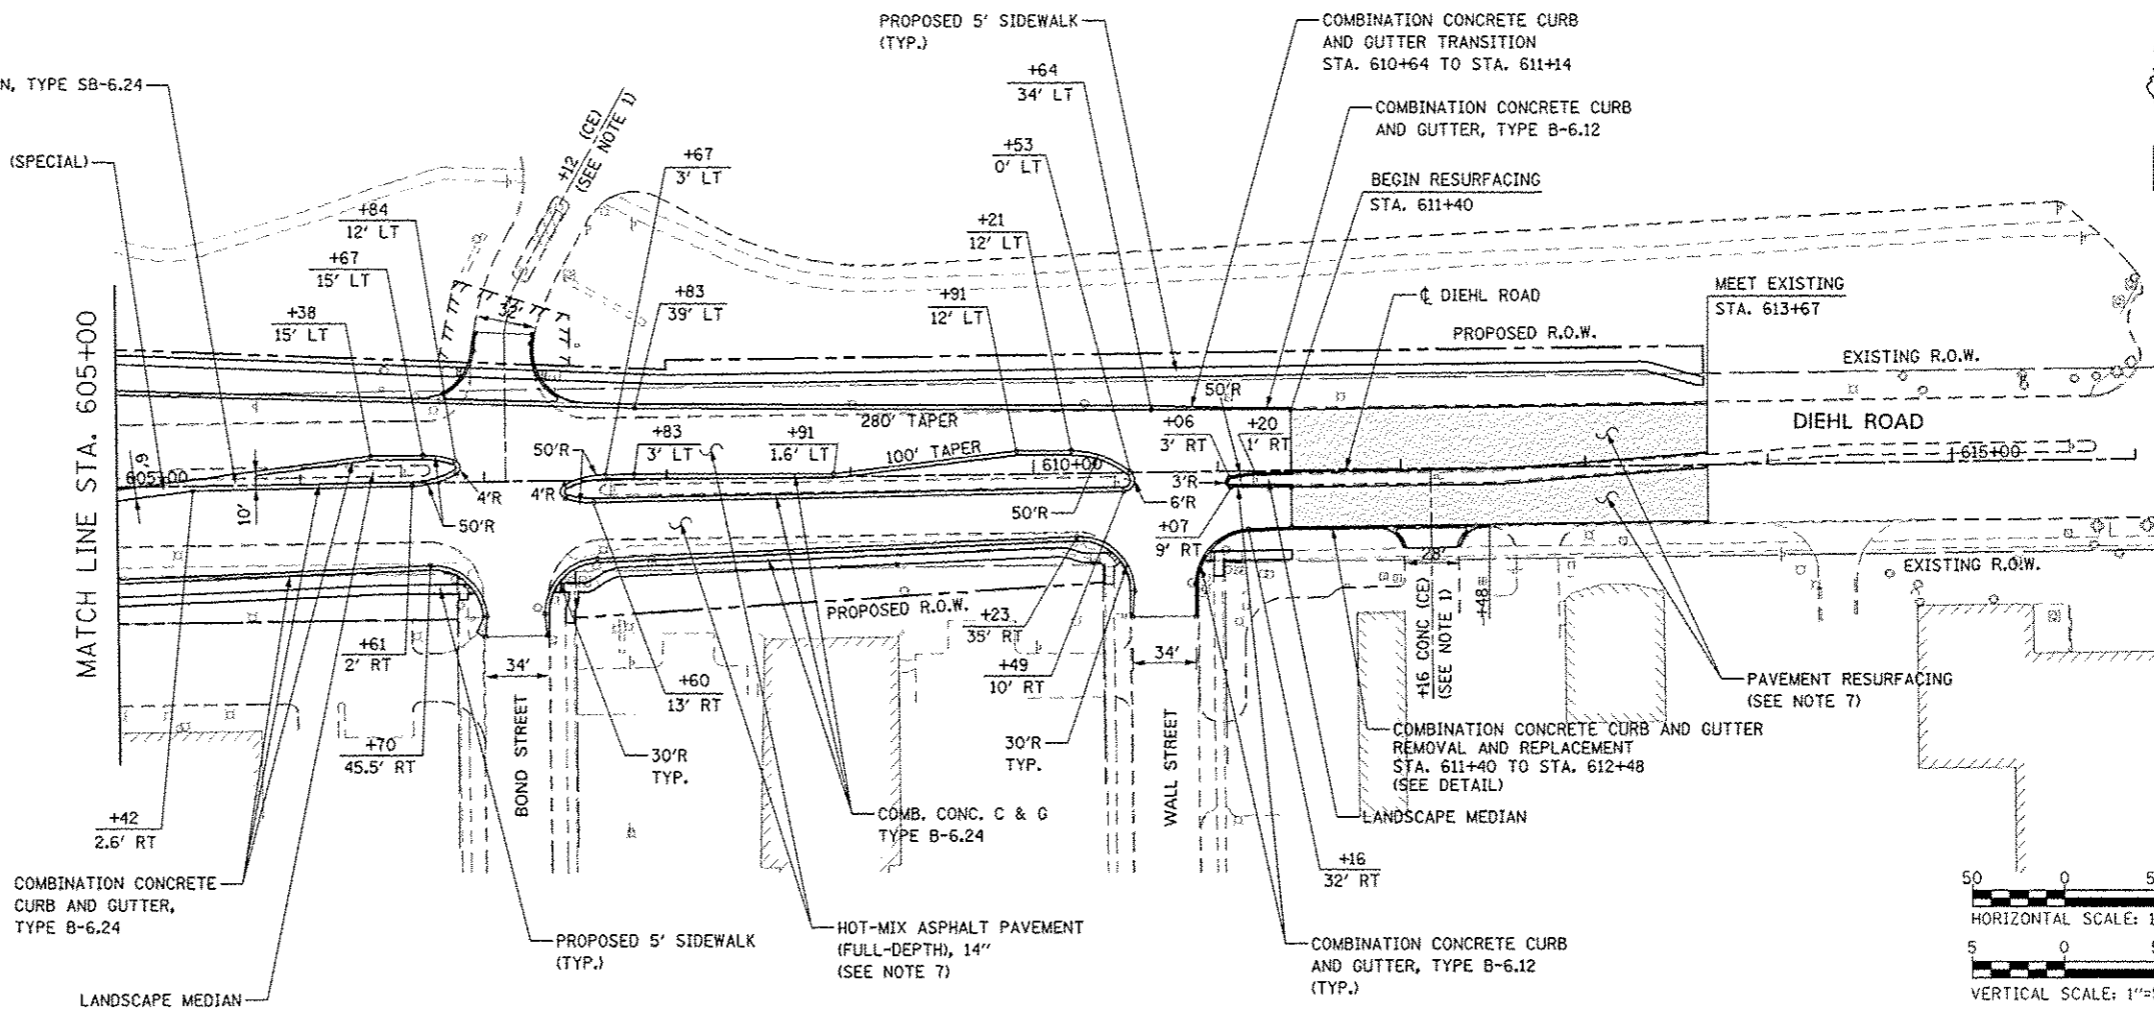 PROPOSED 5' SIDEWALK
(TYP.)
COMBINATION CONCRETE CURB
AND GUTTER TRANSITION
STA. 610+64 TO STA. 611+14
N, TYPE SB-6.24
+64
34' LT
COMBINATION CONCRETE CURB
AND GUTTER, TYPE B-6.12
(SPECIAL)
+12 (CE)
(SEE NOTE 1)
+67
3' LT
+53
0' LT
BEGIN RESURFACING
STA. 611+40
+84
12' LT
+21
12' LT
+67
15' LT
+83
39' LT
+91
12' LT
℄ DIEHL ROAD
MEET EXISTING
STA. 613+67
+38
15' LT
32'
PROPOSED R.O.W.
EXISTING R.O.W.
MATCH LINE STA. 605+00
50'R
280' TAPER
DIEHL ROAD
+06
3' RT
+20
1' RT
50'R
+83
3' LT
+91
1.6' LT
100' TAPER
610+00
615+00
605+00
9'
10'
4'R
4'R
50'R
50'R
6'R
3'R
+07
9' RT
28'
EXISTING R.O.W.
PROPOSED R.O.W.
+23
35' RT
+48
+61
2' RT
34'
+60
13' RT
+49
10' RT
34'
+16 CONC (CE)
(SEE NOTE 1)
PAVEMENT RESURFACING
(SEE NOTE 7)
BOND STREET
WALL STREET
+70
45.5' RT
30'R
TYP.
30'R
TYP.
COMBINATION CONCRETE CURB AND GUTTER
REMOVAL AND REPLACEMENT
STA. 611+40 TO STA. 612+48
(SEE DETAIL)
+42
2.6' RT
COMB. CONC. C & G
TYPE B-6.24
LANDSCAPE MEDIAN
+16
32' RT
COMBINATION CONCRETE
CURB AND GUTTER,
TYPE B-6.24
50 0 5
HORIZONTAL SCALE: 1
PROPOSED 5' SIDEWALK
(TYP.)
HOT-MIX ASPHALT PAVEMENT
(FULL-DEPTH), 14"
(SEE NOTE 7)
COMBINATION CONCRETE CURB
AND GUTTER, TYPE B-6.12
(TYP.)
5 0 5
VERTICAL SCALE: 1"=
LANDSCAPE MEDIAN